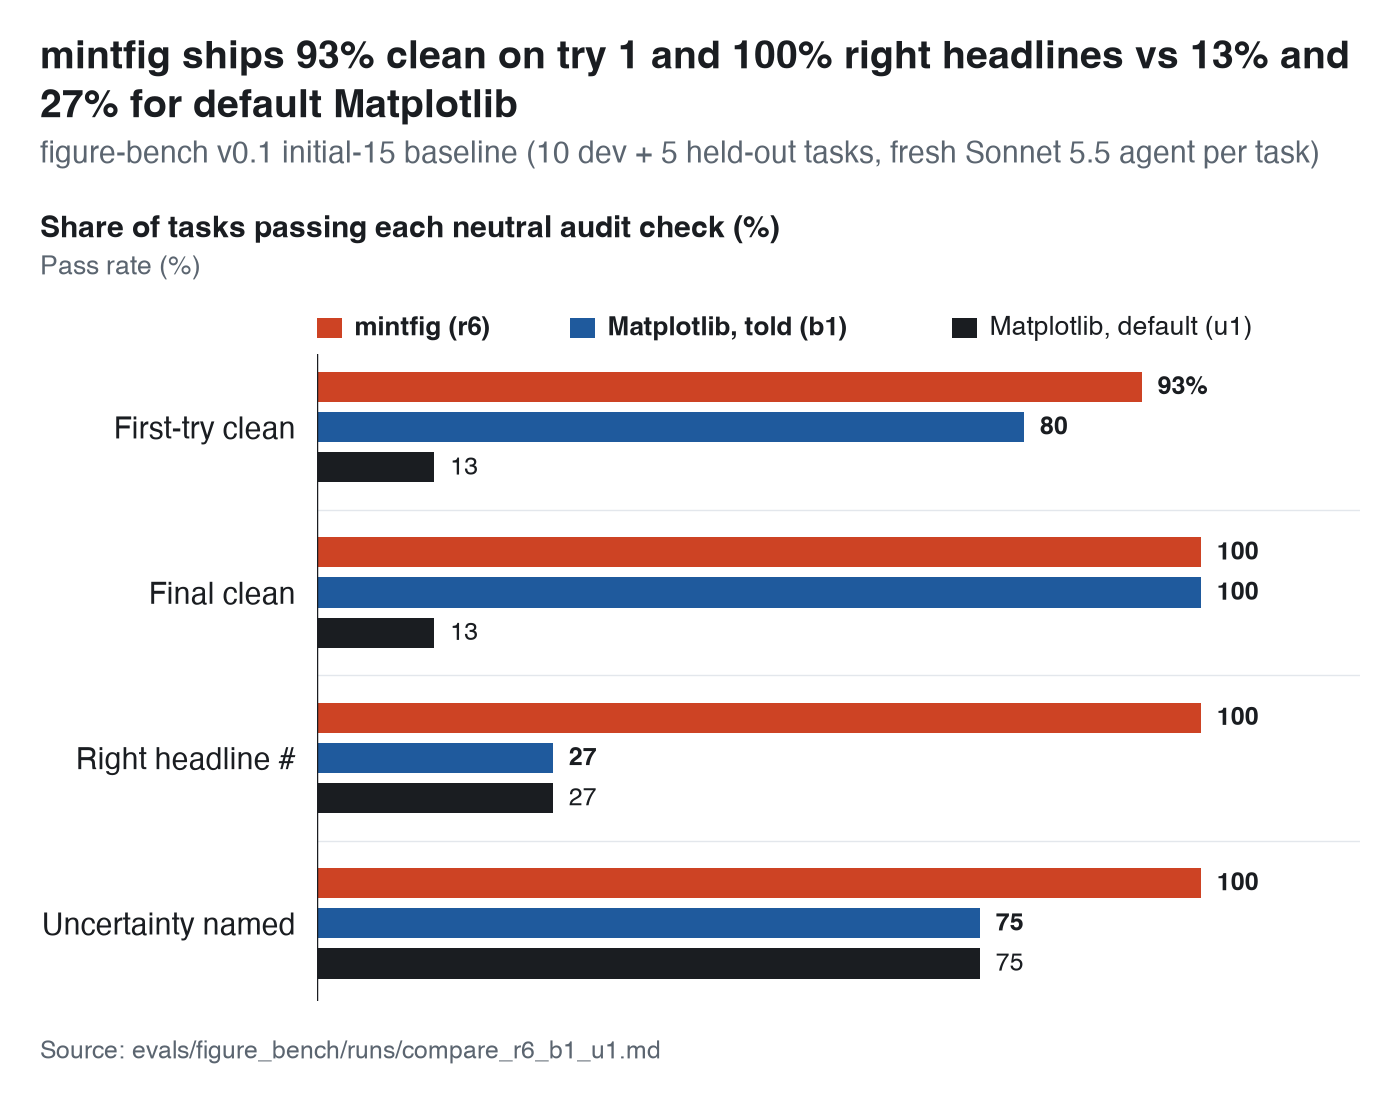 mintfig ships 93% clean on try 1 and 100% right headlines vs 13% and
27% for default Matplotlib
figure-bench v0.1 initial-15 baseline (10 dev + 5 held-out tasks, fresh Sonnet 5.5 agent per task)
Share of tasks passing each neutral audit check (%)
Pass rate (%)
mintfig (r6) Matplotlib, told (b1) Matplotlib, default (u1)
93%
First-try clean 80
13
100
Final clean 100
13
100
Right headline # 27
27
100
Uncertainty named 75
75
Source: evals/figure_bench/runs/compare_r6_b1_u1.md